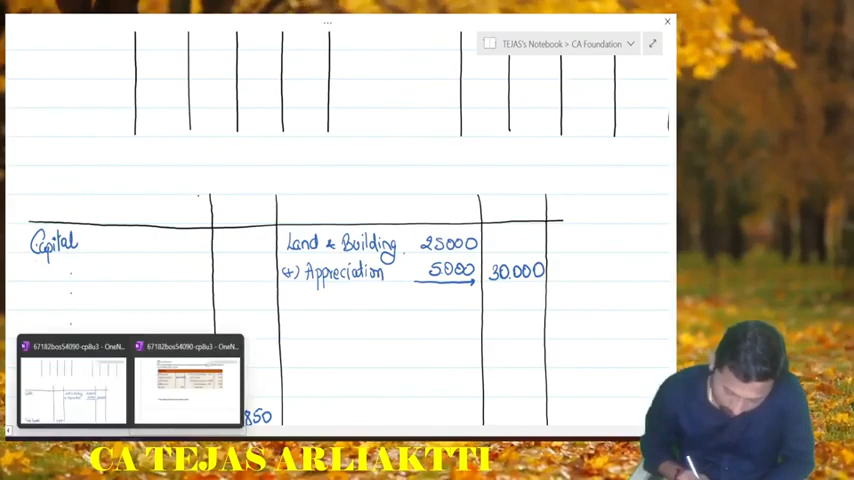 TEJAS's Notebook > CA Foundation
Capital
Land & Building 25000
(+) Appreciation 5000 30,000
67182bos54090-cp8u3 - OneN...
67182bos54090-cp8u3 - OneN...
850
CA TEJAS ARLIAKTTI